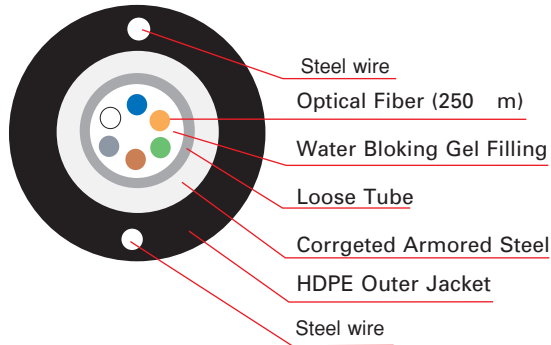 Steel wire
Optical Fiber (250 m)
Water Bloking Gel Filling
Loose Tube
Corrgeted Armored Steel
HDPE Outer Jacket
Steel wire